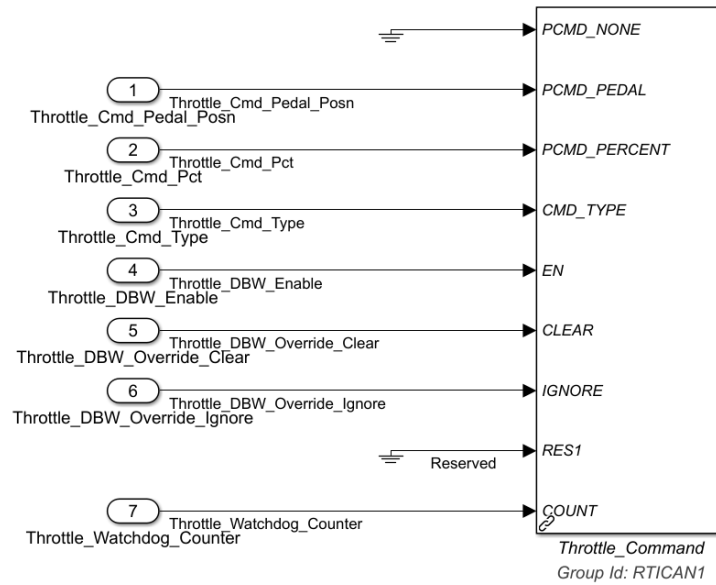 PCMD_NONE
1
Throttle_Cmd_Pedal_Posn
PCMD_PEDAL
Throttle_Cmd_Pedal_Posn
2
Throttle_Cmd_Pct
PCMD_PERCENT
Throttle_Cmd_Pct
3
Throttle_Cmd_Type
CMD_TYPE
Throttle_Cmd_Type
4
Throttle_DBW_Enable
EN
Throttle_DBW_Enable
5
Throttle_DBW_Override_Clear
CLEAR
Throttle_DBW_Override_Clear
6
Throttle_DBW_Override_Ignore
IGNORE
Throttle_DBW_Override_Ignore
Reserved
RES1
7
Throttle_Watchdog_Counter
COUNT
Throttle_Watchdog_Counter
Throttle_Command
Group Id: RTICAN1